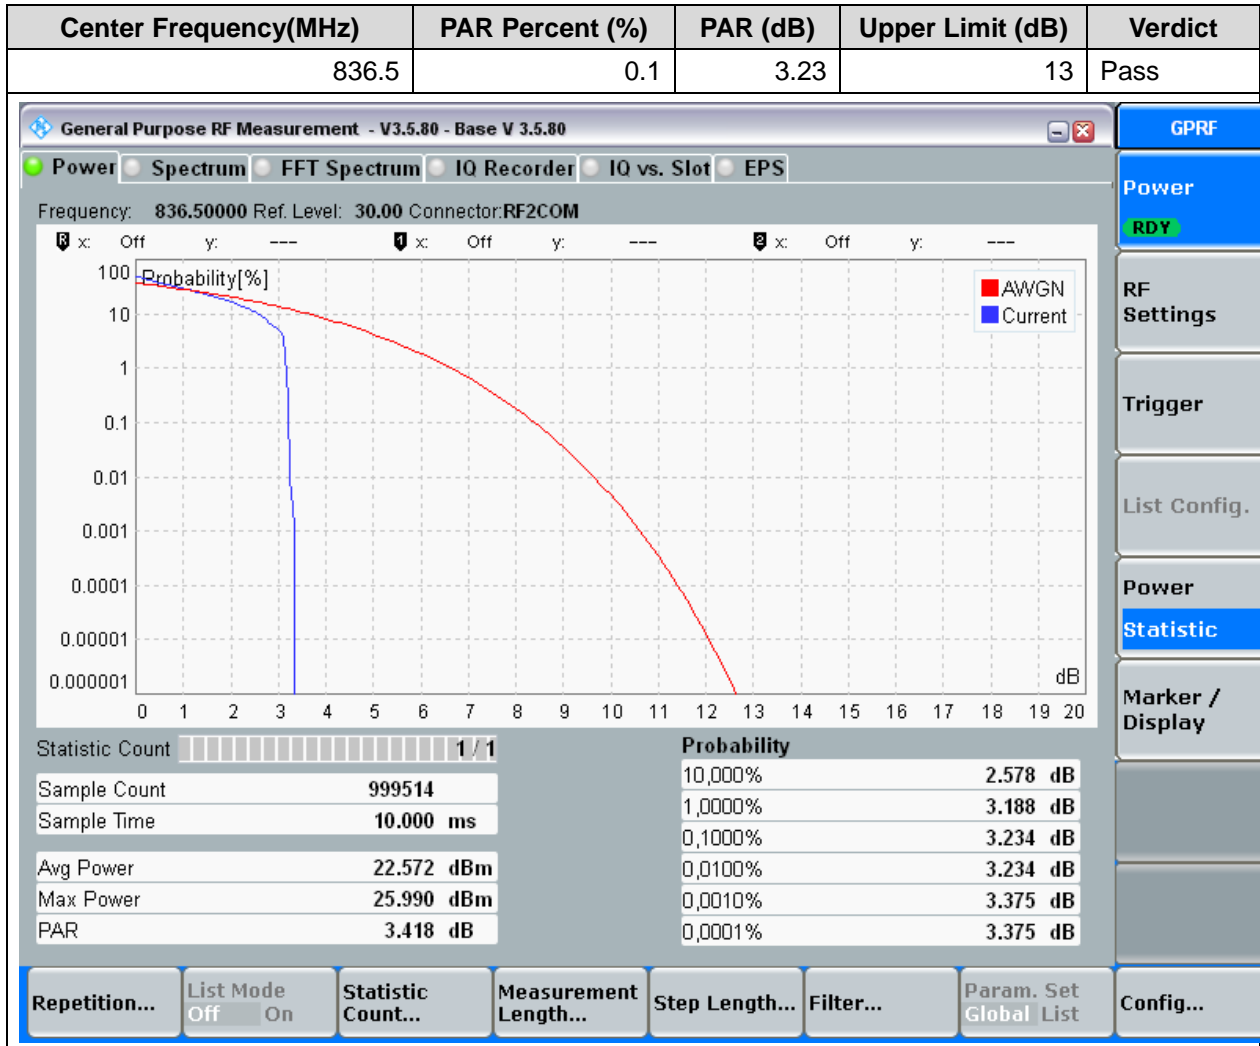 Center Frequency(MHz) PAR Percent (%) PAR (dB) Upper Limit (dB) Verdict
836.5 0.1 3.23 13 Pass
General Purpose RF Measurement - V3.5.80 - Base V 3.5.80
GPRF
Power Spectrum FFT Spectrum IQ Recorder IQ vs. Slot EPS
Power
RDY
Frequency: 836.50000 Ref. Level: 30.00 Connector:RF2COM
R x: Off y: --- 1 x: Off y: --- 2 x: Off y: ---
Probability[%]
AWGN
Current
100
10
1
0.1
0.01
0.001
0.0001
0.00001
0.000001
dB
0 1 2 3 4 5 6 7 8 9 10 11 12 13 14 15 16 17 18 19 20
RF
Settings
Trigger
List Config.
Power
Statistic
Marker /
Display
Statistic Count 1 / 1
Sample Count 999514
Sample Time 10.000 ms
Avg Power 22.572 dBm
Max Power 25.990 dBm
PAR 3.418 dB
Probability
10,000% 2.578 dB
1,0000% 3.188 dB
0,1000% 3.234 dB
0,0100% 3.234 dB
0,0010% 3.375 dB
0,0001% 3.375 dB
Repetition...
List Mode
Off On
Statistic
Count...
Measurement
Length...
Step Length...
Filter...
Param. Set
Global List
Config...